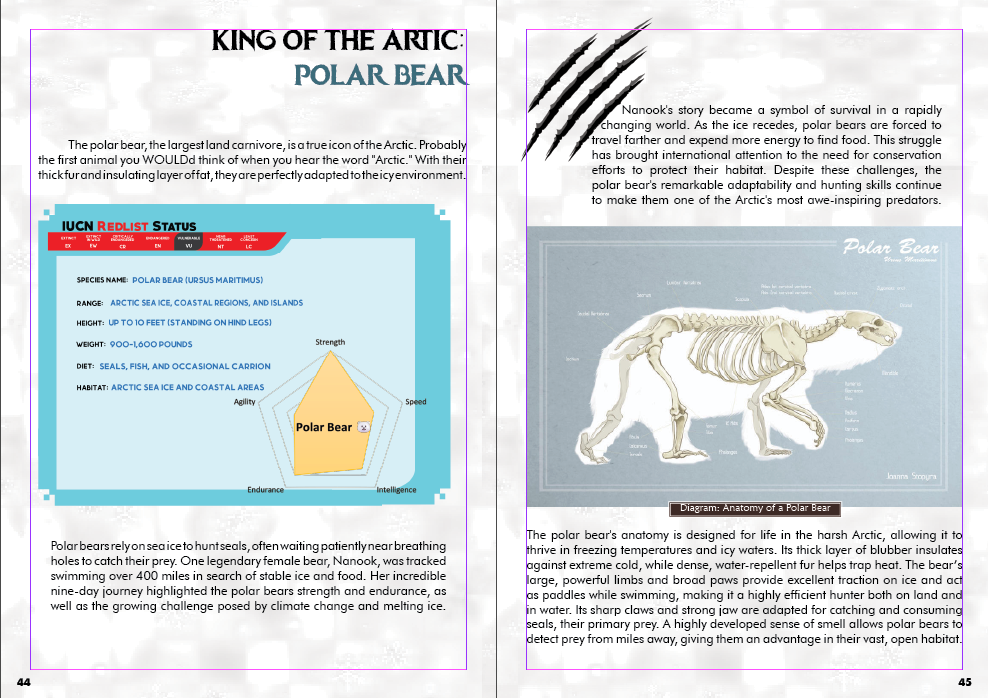 KING OF THE ARTIC:
POLAR BEAR
The polar bear, the largest land carnivore, is a true icon of the Arctic. Probably
the first animal you WOULDd think of when you hear the word "Arctic." With their
thick fur and insulating layer of fat, they are perfectly adapted to the icy environment.
IUCN REDLIST STATUS
EXTINCT
EX
EXTINCT IN WILD
EW
CRITICALLY ENDANGERED
CR
ENDANGERED
EN
VULNERABLE
VU
NEAR THREATENED
NT
LEAST CONCERN
LC
SPECIES NAME: POLAR BEAR (URSUS MARITIMUS)
RANGE: ARCTIC SEA ICE, COASTAL REGIONS, AND ISLANDS
HEIGHT: UP TO 10 FEET (STANDING ON HIND LEGS)
WEIGHT: 900-1,600 POUNDS
DIET: SEALS, FISH, AND OCCASIONAL CARRION
HABITAT: ARCTIC SEA ICE AND COASTAL AREAS
Strength
Agility
Speed
Polar Bear
Endurance
Intelligence
Polar bears rely on sea ice to hunt seals, often waiting patiently near breathing
holes to catch their prey. One legendary female bear, Nanook, was tracked
swimming over 400 miles in search of stable ice and food. Her incredible
nine-day journey highlighted the polar bears strength and endurance, as
well as the growing challenge posed by climate change and melting ice.
44
Nanook's story became a symbol of survival in a rapidly
changing world. As the ice recedes, polar bears are forced to
travel farther and expend more energy to find food. This struggle
has brought international attention to the need for conservation
efforts to protect their habitat. Despite these challenges, the
polar bear's remarkable adaptability and hunting skills continue
to make them one of the Arctic's most awe-inspiring predators.
Polar Bear
Ursus Maritimus
Diagram: Anatomy of a Polar Bear
The polar bear's anatomy is designed for life in the harsh Arctic, allowing it to
thrive in freezing temperatures and icy waters. Its thick layer of blubber insulates
against extreme cold, while dense, water-repellent fur helps trap heat. The bear's
large, powerful limbs and broad paws provide excellent traction on ice and act
as paddles while swimming, making it a highly efficient hunter both on land and
in water. Its sharp claws and strong jaw are adapted for catching and consuming
seals, their primary prey. A highly developed sense of smell allows polar bears to
detect prey from miles away, giving them an advantage in their vast, open habitat.
45